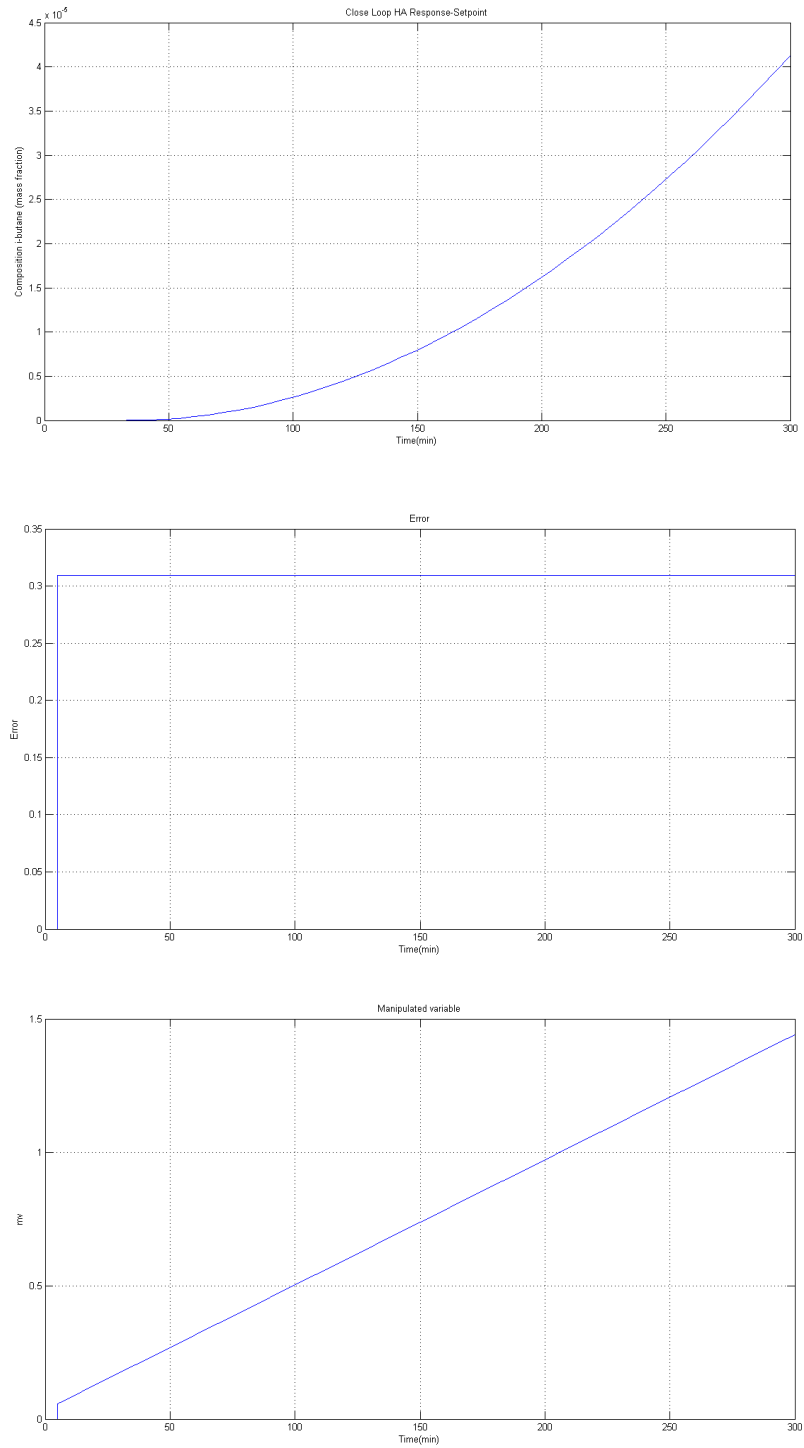 Close Loop HA Response-Setpoint
x 10-5
4.5
4
3.5
3
2.5
2
1.5
1
0.5
0
Composition i-butane (mass fraction)
0 50 100 150 200 250 300
Time(min)
Error
0.35
0.3
0.25
0.2
0.15
0.1
0.05
0
Error
0 50 100 150 200 250 300
Time(min)
Manipulated variable
1.5
1
0.5
0
mv
0 50 100 150 200 250 300
Time(min)